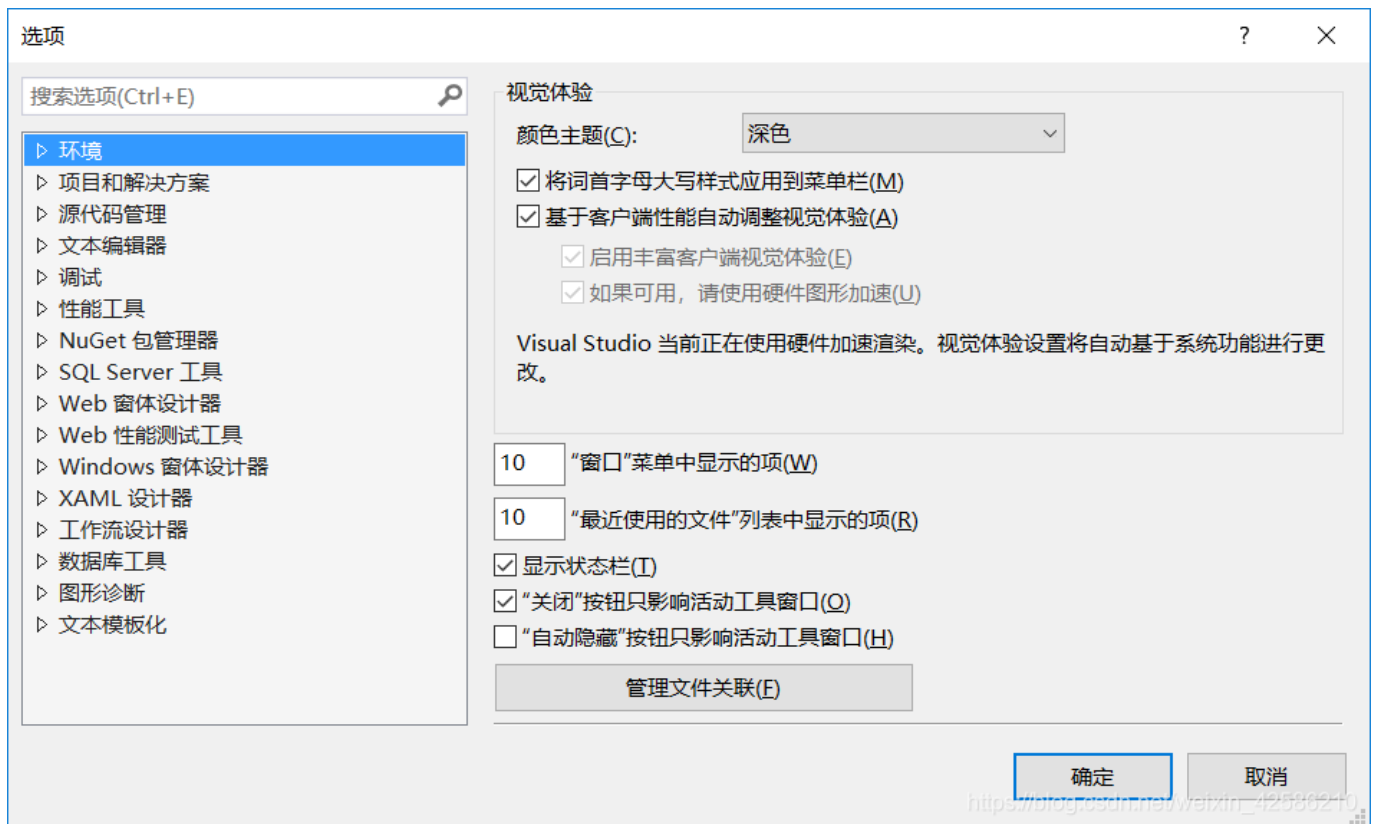 选项
?
搜索选项(Ctrl+E)
环境
项目和解决方案
源代码管理
文本编辑器
调试
性能工具
NuGet 包管理器
SQL Server 工具
Web 窗体设计器
Web 性能测试工具
Windows 窗体设计器
XAML 设计器
工作流设计器
数据库工具
图形诊断
文本模板化
视觉体验
颜色主题(C):
深色
将词首字母大写样式应用到菜单栏(M)
基于客户端性能自动调整视觉体验(A)
启用丰富客户端视觉体验(E)
如果可用，请使用硬件图形加速(U)
Visual Studio 当前正在使用硬件加速渲染。视觉体验设置将自动基于系统功能进行更
改。
10 “窗口”菜单中显示的项(W)
10 “最近使用的文件”列表中显示的项(R)
显示状态栏(T)
“关闭”按钮只影响活动工具窗口(O)
“自动隐藏”按钮只影响活动工具窗口(H)
管理文件关联(F)
确定
取消
https://blog.csdn.net/weixin_42586210